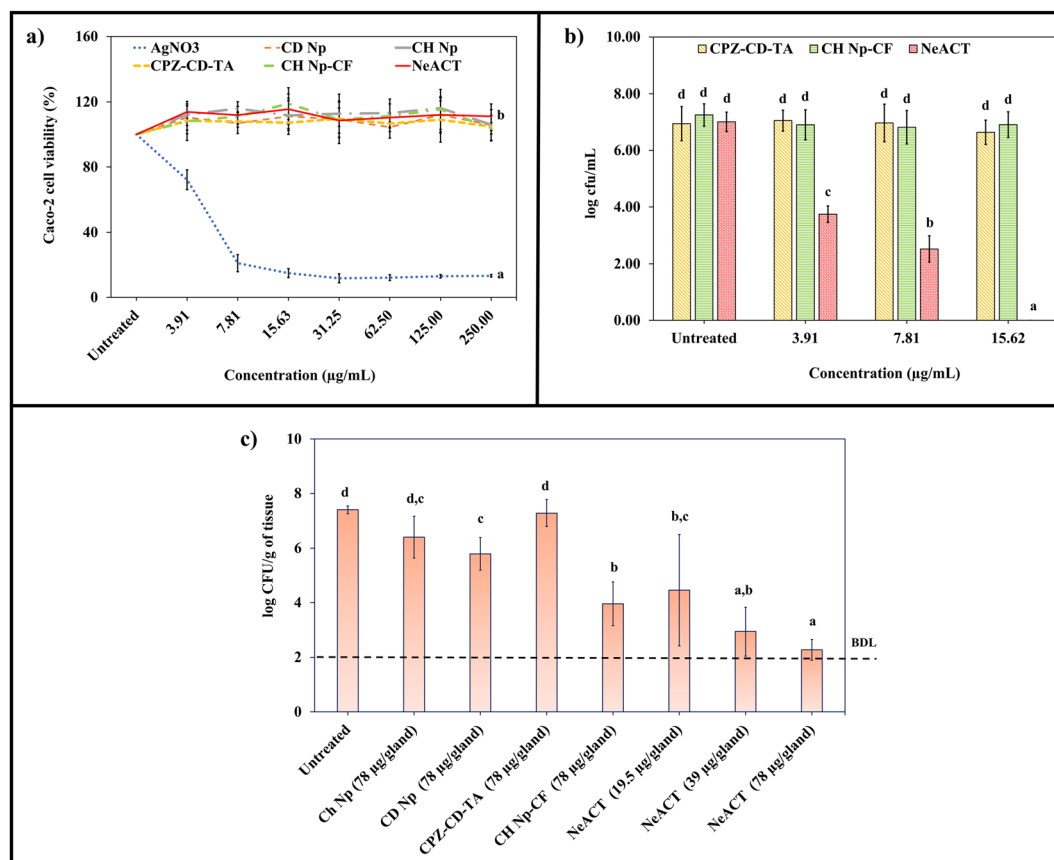 a)
160
120
80
40
0
Caco-2 cell viability (%)
AgNO3 CD Np CH Np
CPZ-CD-TA CH Np-CF NeACT
b
a
Untreated 3.91 7.81 15.63 31.25 62.50 125.00 250.00
Concentration (µg/mL)
b)
10.00
8.00
6.00
4.00
2.00
0.00
log cfu/mL
CPZ-CD-TA CH Np-CF NeACT
d d d d d d d d d
c
b
a
Untreated 3.91 7.81 15.62
Concentration (µg/mL)
c)
10
8
6
4
2
0
log CFU/g of tissue
d d,c c d b b,c a,b a
BDL
Untreated
Ch Np (78 µg/gland)
CD Np (78 µg/gland)
CPZ-CD-TA (78 µg/gland)
CH Np-CF (78 µg/gland)
NeACT (19.5 µg/gland)
NeACT (39 µg/gland)
NeACT (78 µg/gland)